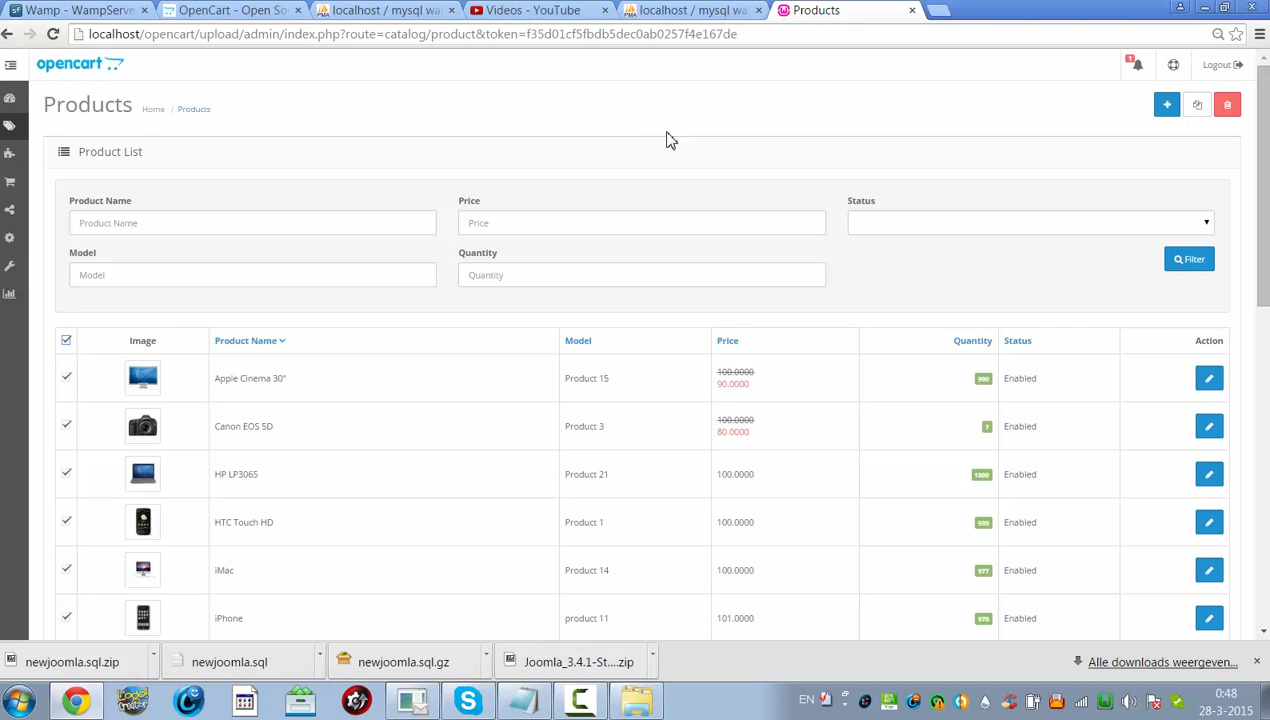 Wamp - WampServer
OpenCart - Open So
localhost / mysql wa
Videos - YouTube
localhost / mysql wa
Products
localhost/opencart/upload/admin/index.php?route=catalog/product&token=f35d01cf5fbdb5dec0ab0257f4e167de
opencart
1
Logout
Products Home / Products
Product List
Product Name Price Status
Product Name Price
Model Quantity
Filter
Model Quantity
Image Product Name Model Price Quantity Status Action
Apple Cinema 30" Product 15 100.0000 990 Enabled
90.0000
Canon EOS 5D Product 3 100.0000 7 Enabled
80.0000
HP LP3065 Product 21 100.0000 1000 Enabled
HTC Touch HD Product 1 100.0000 939 Enabled
iMac Product 14 100.0000 977 Enabled
iPhone product 11 101.0000 970 Enabled
newjoomla.sql.zip newjoomla.sql newjoomla.sql.gz Joomla_3.4.1-St....zip Alle downloads weergeven...
EN 0:48
28-3-2015